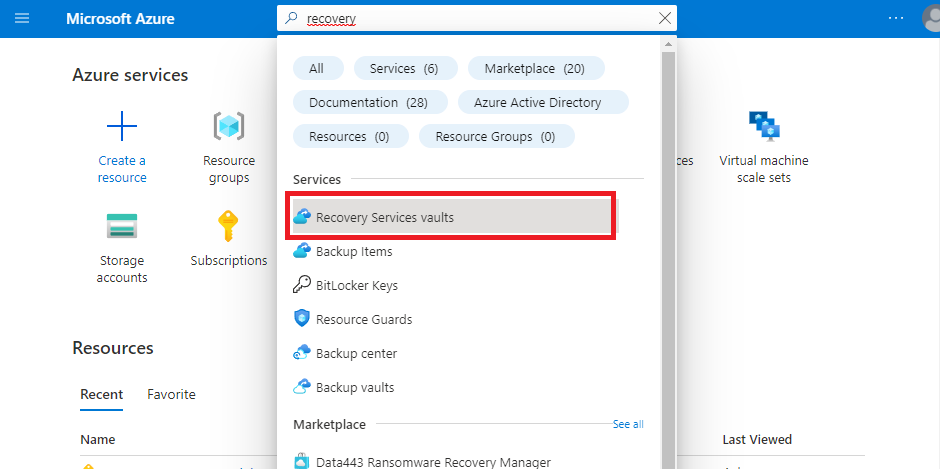 Microsoft Azure
recovery
...
All
Services (6)
Marketplace (20)
Documentation (28)
Azure Active Directory
Resources (0)
Resource Groups (0)
Services
Recovery Services vaults
Backup Items
BitLocker Keys
Resource Guards
Backup center
Backup vaults
Marketplace
See all
Data443 Ransomware Recovery Manager
Azure services
Create a
resource
Resource
groups
Virtual machine
scale sets
Storage
accounts
Subscriptions
Resources
Recent
Favorite
Name
Last Viewed